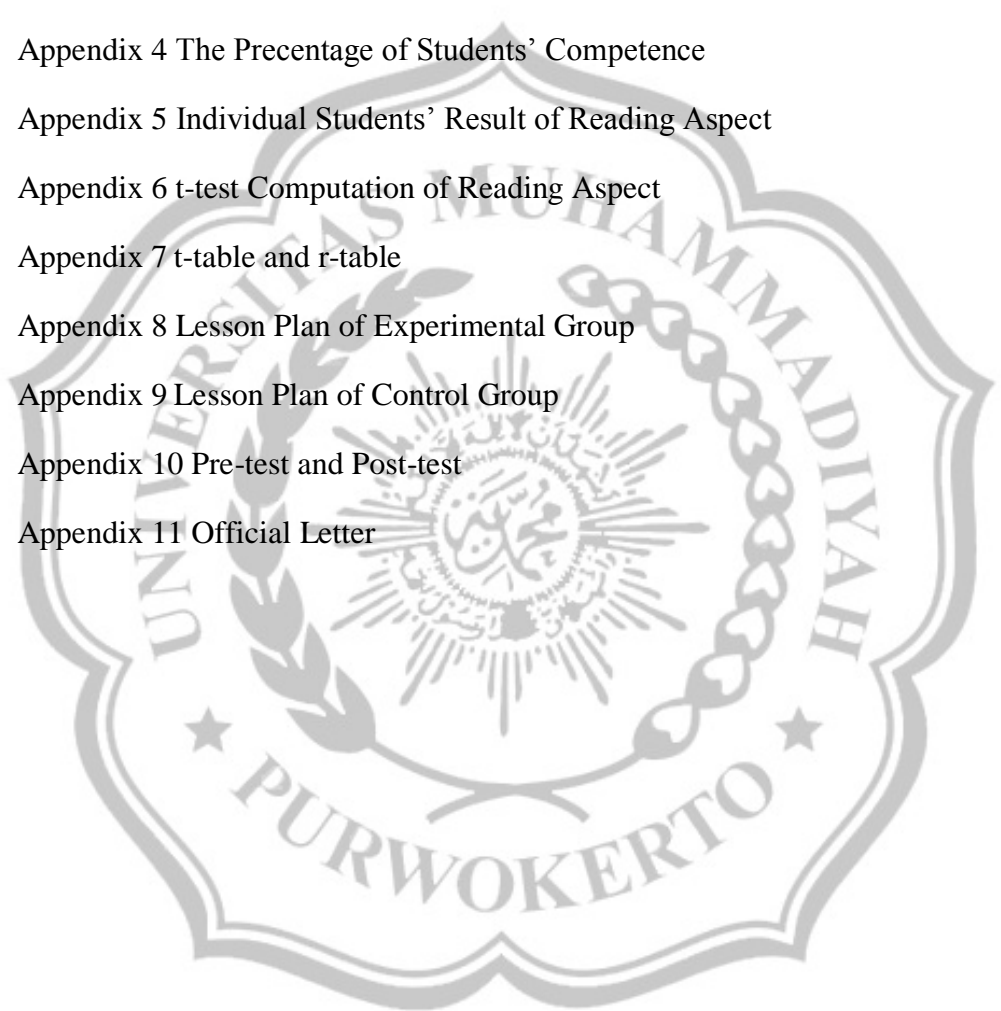 Appendix 4 The Precentage of Students’ Competence
Appendix 5 Individual Students’ Result of Reading Aspect
Appendix 6 t-test Computation of Reading Aspect
Appendix 7 t-table and r-table
Appendix 8 Lesson Plan of Experimental Group
Appendix 9 Lesson Plan of Control Group
Appendix 10 Pre-test and Post-test
Appendix 11 Official Letter
UNIVERSITAS MUHAMMADIYAH
PURWOKERTO